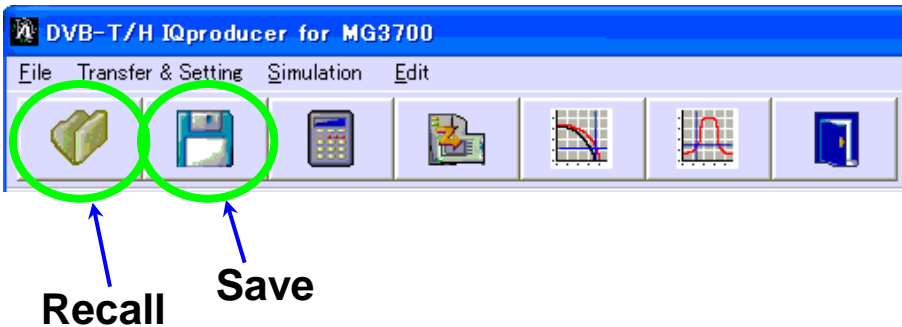 DVB-T/H IQproducer for MG3700
File Transfer & Setting Simulation Edit
Save
Recall